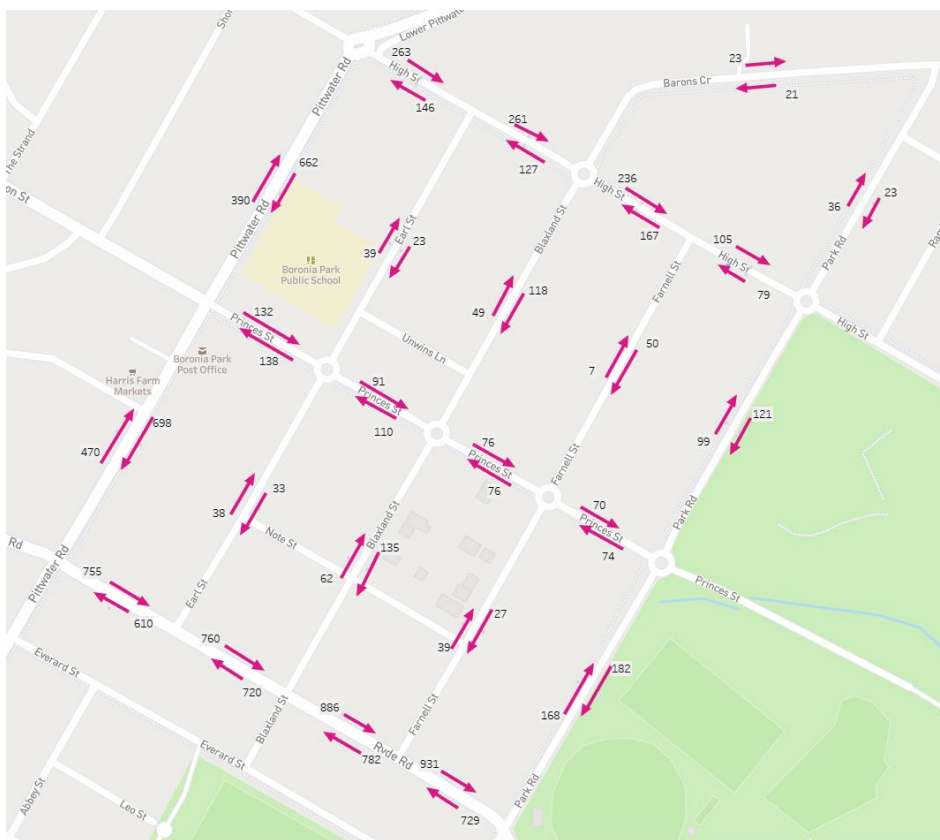 Lower Pittwater
Shor
263
High St
Pittwater Rd
146
23
Barons Cr
21
The Strand
261
127
on St
662
390
Pittwater Rd
Earl St
39
23
Boronia Park
Public School
236
High St
167
Blaxland St
36
23
Park Rd
105
High St
79
Farnell St
High St
118
49
132
Princes St
138
Boronia Park
Post Office
Harris Farm
Markets
Unwins Ln
50
7
91
Princes St
110
698
470
121
99
76
Princes St
76
Farnell St
70
Princes St
74
Park Rd
33
38
Note St
Blaxland St
135
62
Rd
755
610
Pittwater Rd
Earl St
Princes St
27
39
760
720
Everard St
182
168
886
782
Ryde Rd
Farnell St
931
729
Blaxland St
Everard St
Park Rd
Abbey St
Leo St